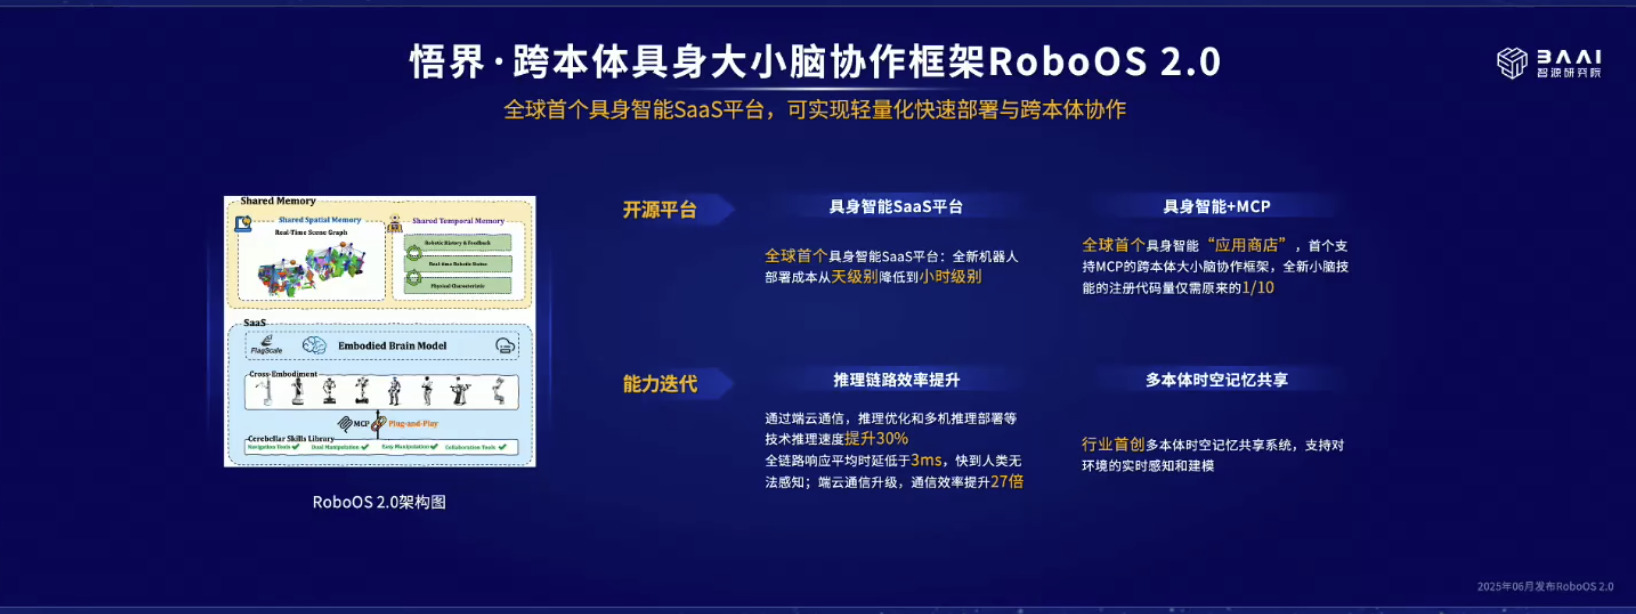 悟界·跨本体具身大小脑协作框架RoboOS 2.0
BAAI
智源研究院
全球首个具身智能SaaS平台，可实现轻量化快速部署与跨本体协作
Shared Memory
Shared Spatial Memory
Real-Time Scene Graph
Shared Temporal Memory
Robotic History & Feedback
Real-time Robotic Status
Physical Characteristic
SaaS
FlagScale
Embodied Brain Model
Cross-Embodiment
MCP
Plug-and-Play
Cerebellar Skills Library
Navigation Tools
Dual Manipulation
Easy Manipulation
Collaboration Tools
RoboOS 2.0架构图
开源平台
具身智能SaaS平台
全球首个具身智能SaaS平台：全新机器人
部署成本从天级别降低到小时级别
具身智能+MCP
全球首个具身智能“应用商店”，首个支
持MCP的跨本体大小脑协作框架，全新小脑技
能的注册代码量仅需原来的1/10
能力迭代
推理链路效率提升
通过端云通信，推理优化和多机推理部署等
技术推理速度提升30%
全链路响应平均时延低于3ms，快到人类无
法感知；端云通信升级，通信效率提升27倍
多本体时空记忆共享
行业首创多本体时空记忆共享系统，支持对
环境的实时感知和建模
2025年06月发布RoboOS 2.0